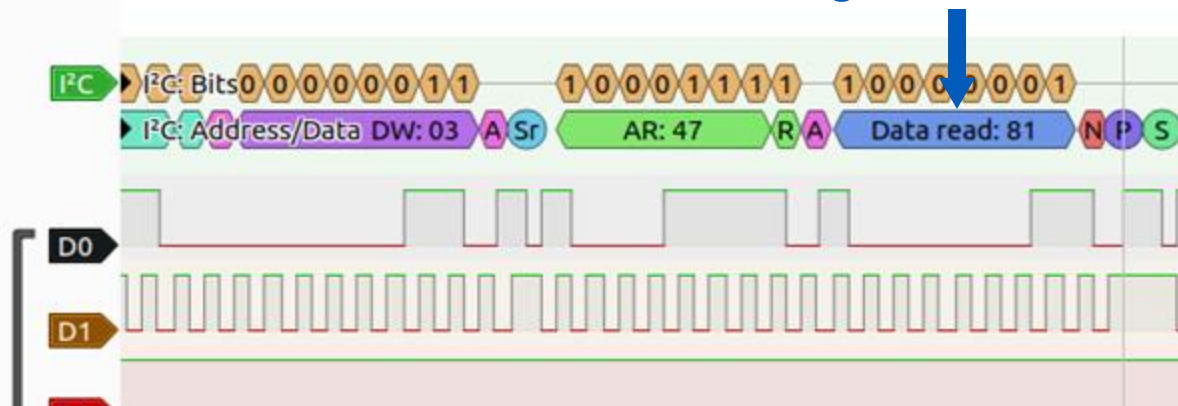 I²C I²C: Bits 0 0 0 0 0 0 1 1 1 0 0 0 1 1 1 1 1 0 0 0 0 0 0 1
I²C: Address/Data DW: 03 A Sr AR: 47 R A Data read: 81 N P S
D0
D1